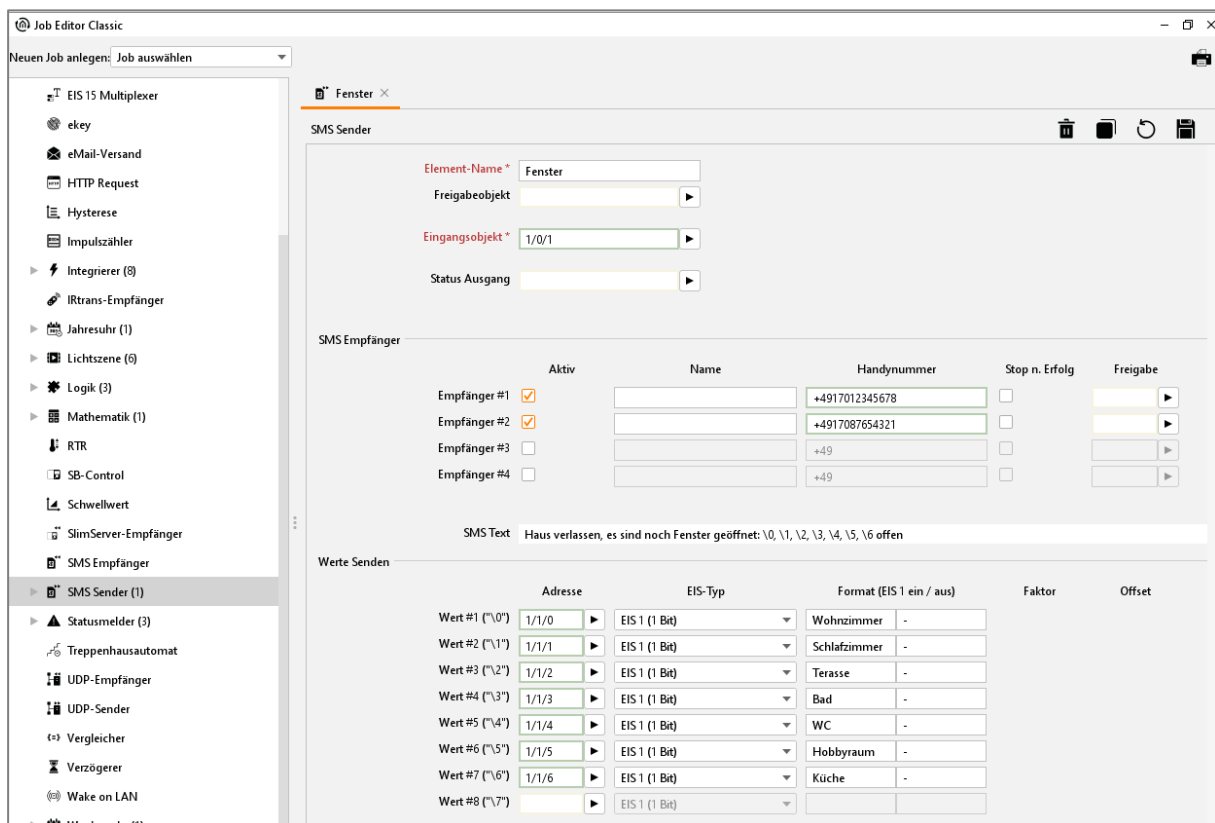 Job Editor Classic
Neuen Job anlegen: Job auswählen
EIS 15 Multiplexer
ekey
eMail-Versand
HTTP Request
Hysterese
Impulszähler
Integrierer (8)
IRtrans-Empfänger
Jahresuhr (1)
Lichtszene (6)
Logik (3)
Mathematik (1)
RTR
SB-Control
Schwellwert
SlimServer-Empfänger
SMS Empfänger
SMS Sender (1)
Statusmelder (3)
Treppenhausautomat
UDP-Empfänger
UDP-Sender
Vergleicher
Verzögerer
Wake on LAN
Fenster
SMS Sender
Element-Name * Fenster
Freigabeobjekt
Eingangsobjekt * 1/0/1
Status Ausgang
SMS Empfänger
Aktiv Name Handynummer Stop n. Erfolg Freigabe
Empfänger #1 +4917012345678
Empfänger #2 +4917087654321
Empfänger #3 +49
Empfänger #4 +49
SMS Text Haus verlassen, es sind noch Fenster geöffnet: \0, \1, \2, \3, \4, \5, \6 offen
Werte Senden
Adresse EIS-Typ Format (EIS 1 ein / aus) Faktor Offset
Wert #1 ("\0") 1/1/0 EIS 1 (1 Bit) Wohnzimmer -
Wert #2 ("\1") 1/1/1 EIS 1 (1 Bit) Schlafzimmer -
Wert #3 ("\2") 1/1/2 EIS 1 (1 Bit) Terasse -
Wert #4 ("\3") 1/1/3 EIS 1 (1 Bit) Bad -
Wert #5 ("\4") 1/1/4 EIS 1 (1 Bit) WC -
Wert #6 ("\5") 1/1/5 EIS 1 (1 Bit) Hobbyraum -
Wert #7 ("\6") 1/1/6 EIS 1 (1 Bit) Küche -
Wert #8 ("\7") EIS 1 (1 Bit)